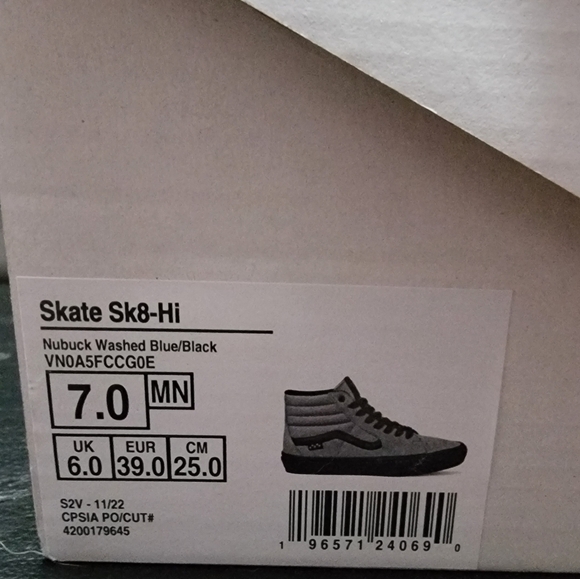 Skate Sk8-Hi
Nubuck Washed Blue/Black
VN0A5FCCG0E
7.0 MN
UK EUR CM
6.0 39.0 25.0
S2V - 11/22
CPSIA PO/CUT#
4200179645
1 96571 24069 0